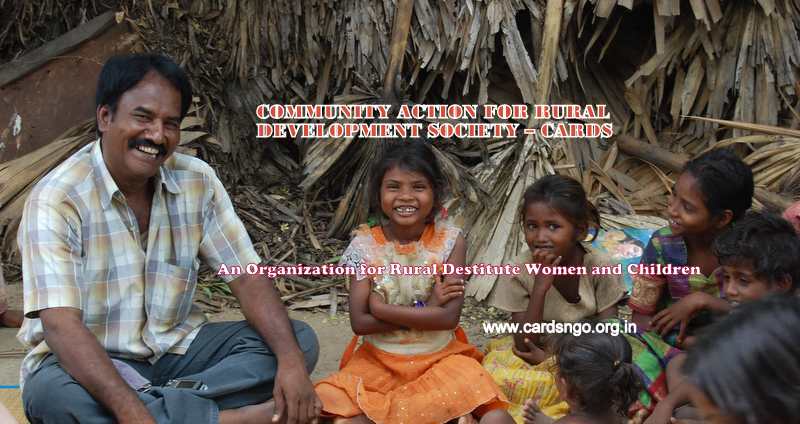 COMMUNITY ACTION FOR RURAL
DEVELOPMENT SOCIETY – CARDS
An Organization for Rural Destitute Women and Children
www.cardsngo.org.in